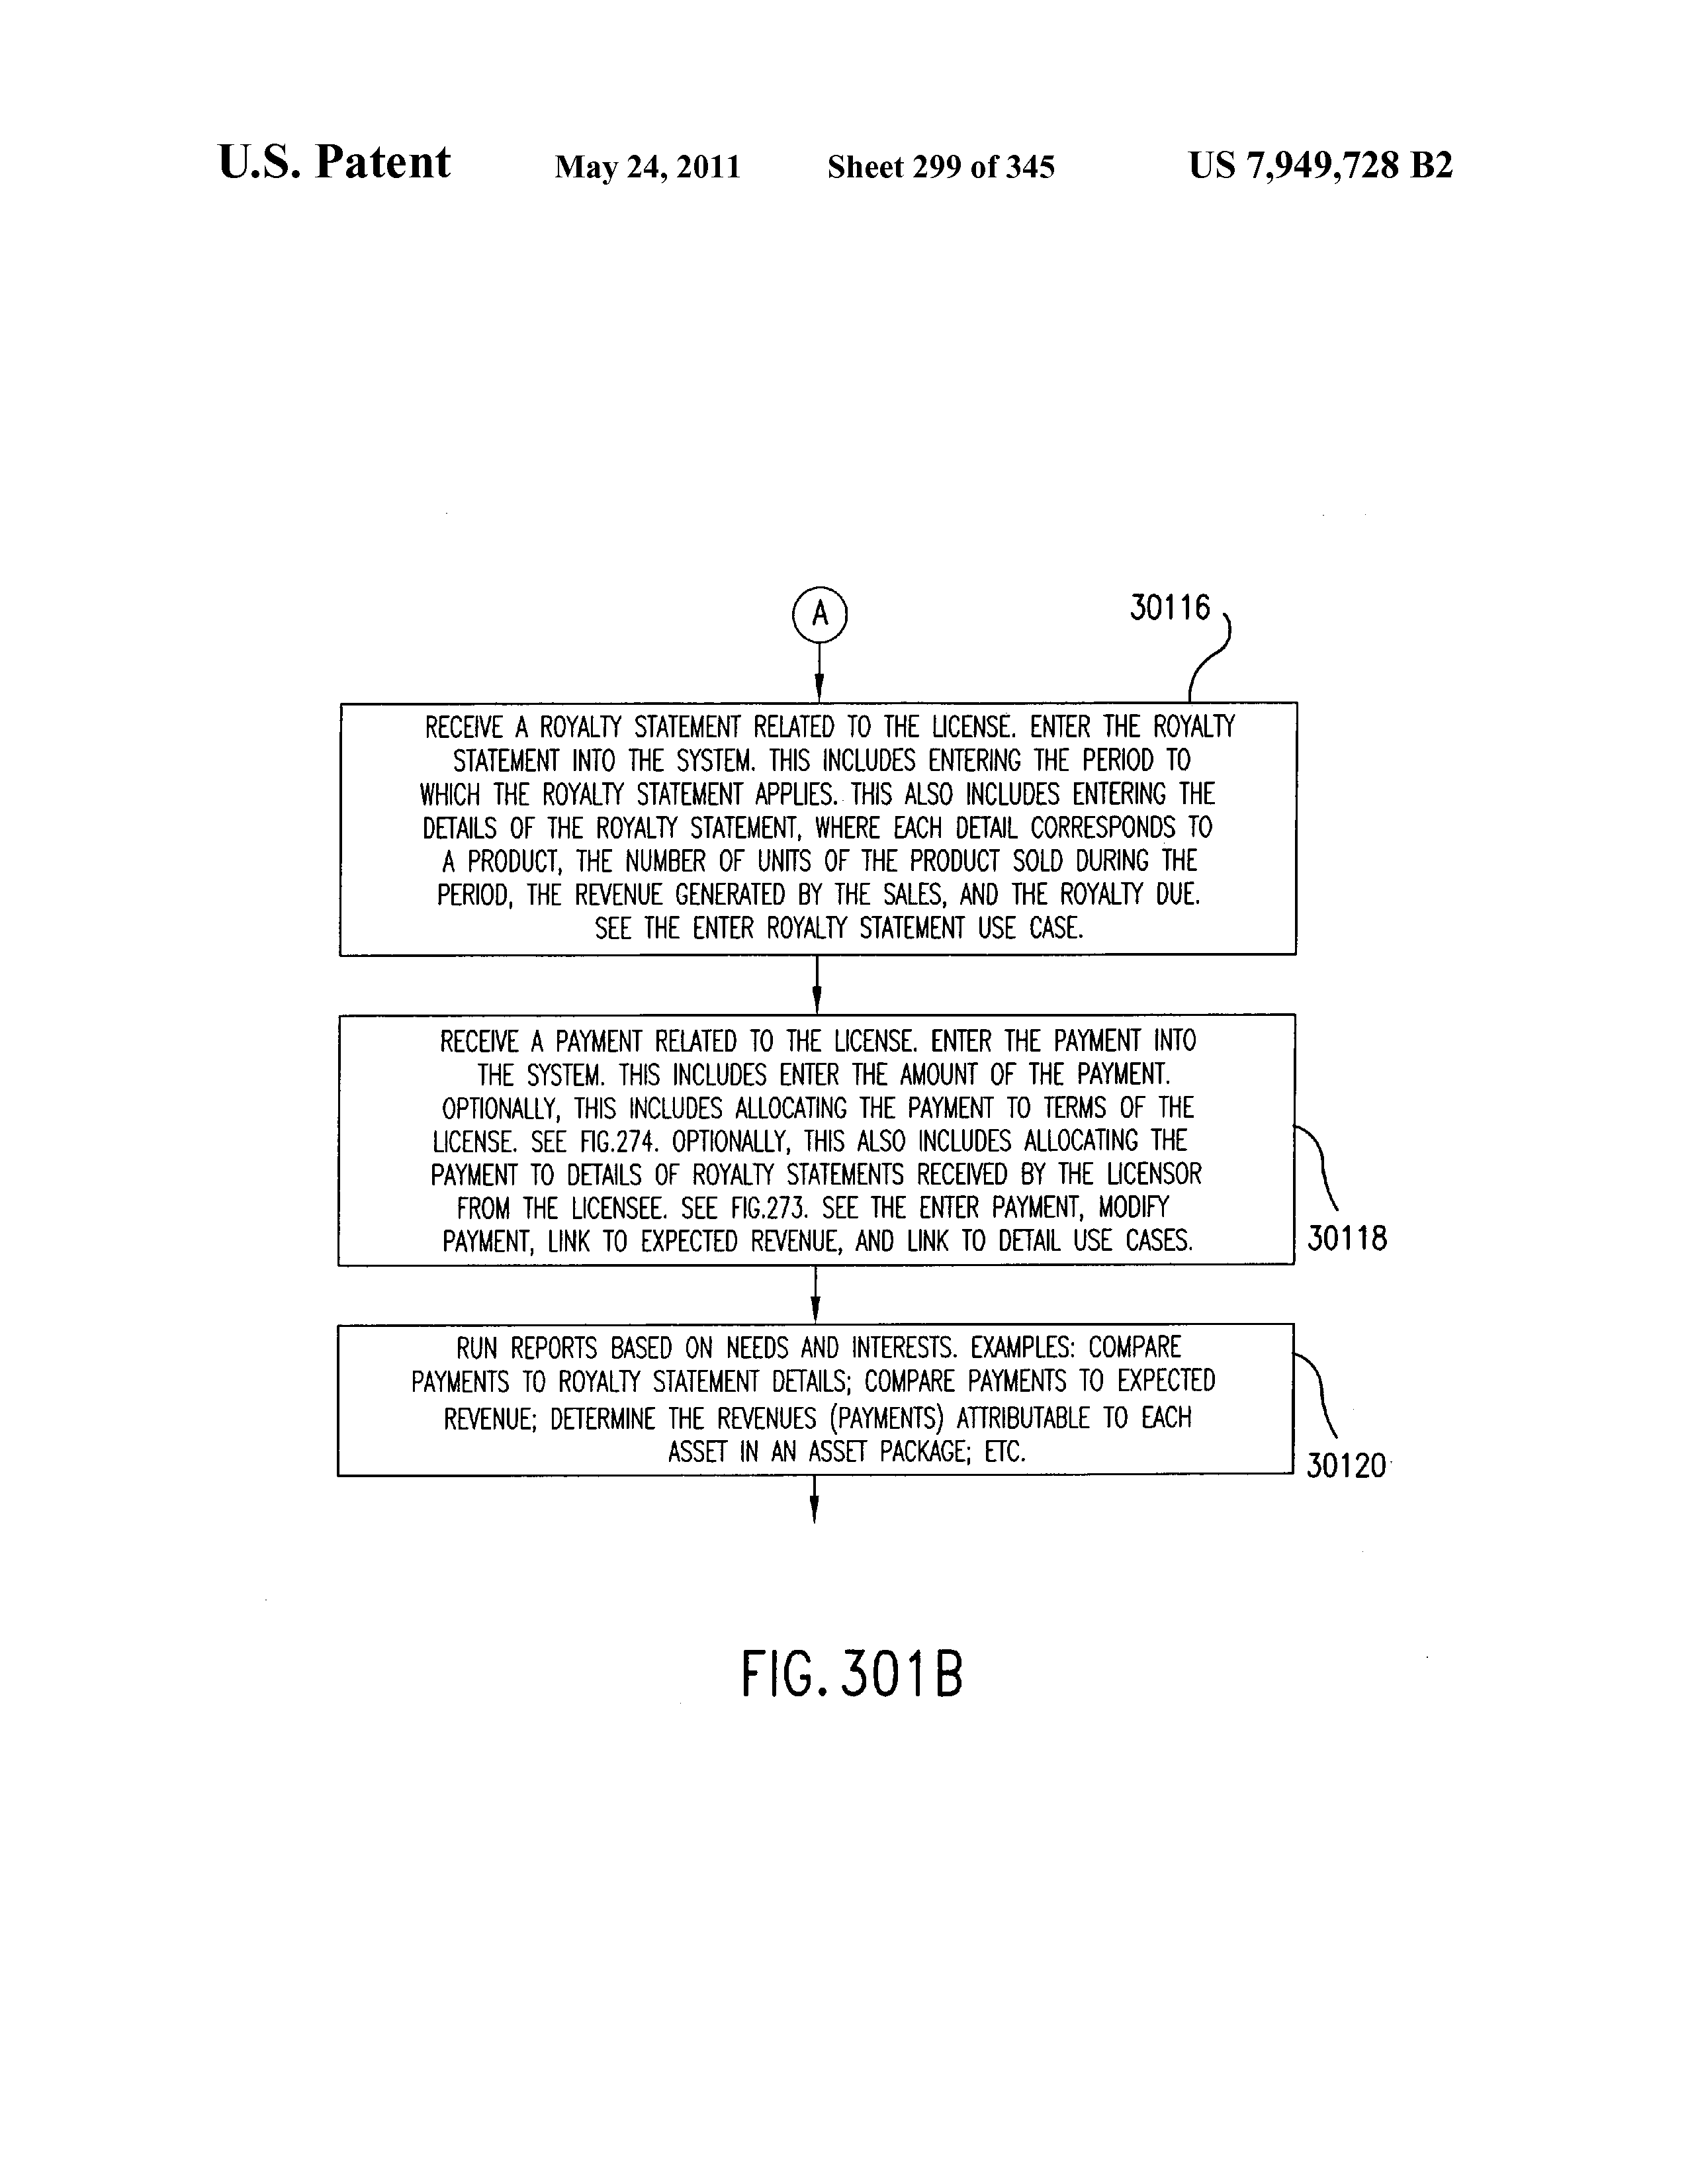 U.S. Patent May 24, 2011 Sheet 299 of 345 US 7,949,728 B2
A
30116
RECEIVE A ROYALTY STATEMENT RELATED TO THE LICENSE. ENTER THE ROYALTY
STATEMENT INTO THE SYSTEM. THIS INCLUDES ENTERING THE PERIOD TO
WHICH THE ROYALTY STATEMENT APPLIES. THIS ALSO INCLUDES ENTERING THE
DETAILS OF THE ROYALTY STATEMENT, WHERE EACH DETAIL CORRESPONDS TO
A PRODUCT, THE NUMBER OF UNITS OF THE PRODUCT SOLD DURING THE
PERIOD, THE REVENUE GENERATED BY THE SALES, AND THE ROYALTY DUE.
SEE THE ENTER ROYALTY STATEMENT USE CASE.
RECEIVE A PAYMENT RELATED TO THE LICENSE. ENTER THE PAYMENT INTO
THE SYSTEM. THIS INCLUDES ENTER THE AMOUNT OF THE PAYMENT.
OPTIONALLY, THIS INCLUDES ALLOCATING THE PAYMENT TO TERMS OF THE
LICENSE. SEE FIG.274. OPTIONALLY, THIS ALSO INCLUDES ALLOCATING THE
PAYMENT TO DETAILS OF ROYALTY STATEMENTS RECEIVED BY THE LICENSOR
FROM THE LICENSEE. SEE FIG.273. SEE THE ENTER PAYMENT, MODIFY
PAYMENT, LINK TO EXPECTED REVENUE, AND LINK TO DETAIL USE CASES.
30118
RUN REPORTS BASED ON NEEDS AND INTERESTS. EXAMPLES: COMPARE
PAYMENTS TO ROYALTY STATEMENT DETAILS; COMPARE PAYMENTS TO EXPECTED
REVENUE; DETERMINE THE REVENUES (PAYMENTS) ATTRIBUTABLE TO EACH
ASSET IN AN ASSET PACKAGE; ETC.
30120
FIG. 301B